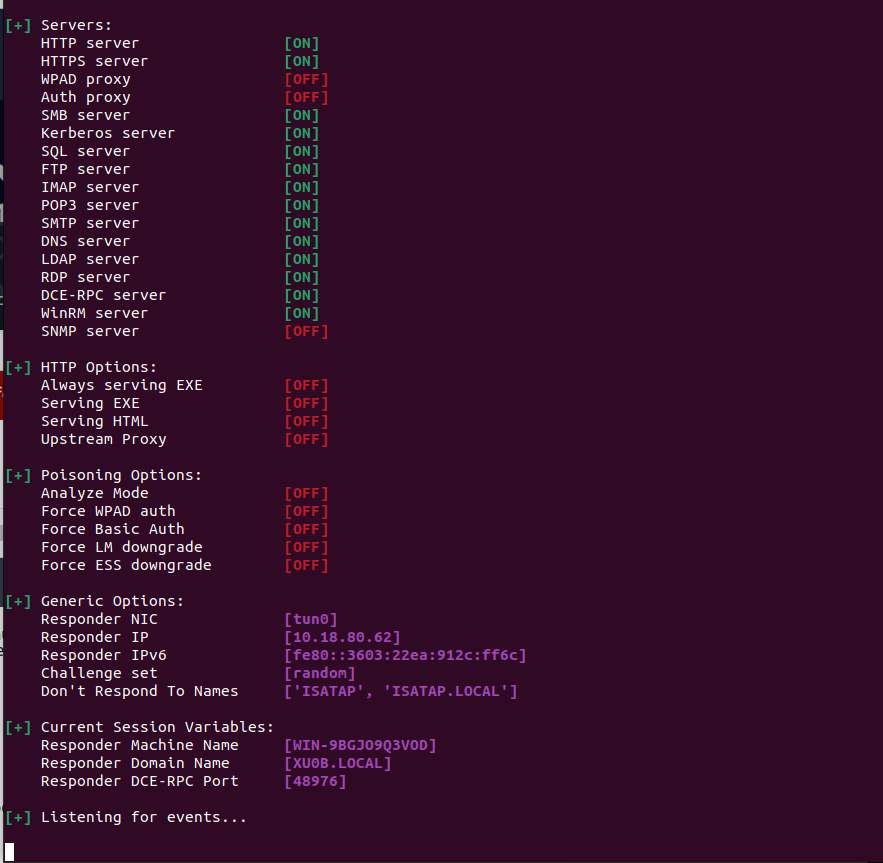 [+] Servers:
HTTP server [ON]
HTTPS server [ON]
WPAD proxy [OFF]
Auth proxy [OFF]
SMB server [ON]
Kerberos server [ON]
SQL server [ON]
FTP server [ON]
IMAP server [ON]
POP3 server [ON]
SMTP server [ON]
DNS server [ON]
LDAP server [ON]
RDP server [ON]
DCE-RPC server [ON]
WinRM server [ON]
SNMP server [OFF]
[+] HTTP Options:
Always serving EXE [OFF]
Serving EXE [OFF]
Serving HTML [OFF]
Upstream Proxy [OFF]
[+] Poisoning Options:
Analyze Mode [OFF]
Force WPAD auth [OFF]
Force Basic Auth [OFF]
Force LM downgrade [OFF]
Force ESS downgrade [OFF]
[+] Generic Options:
Responder NIC [tun0]
Responder IP [10.18.80.62]
Responder IPv6 [fe80::3603:22ea:912c:ff6c]
Challenge set [random]
Don't Respond To Names ['ISATAP', 'ISATAP.LOCAL']
[+] Current Session Variables:
Responder Machine Name [WIN-9BGJO9Q3VOD]
Responder Domain Name [XU0B.LOCAL]
Responder DCE-RPC Port [48976]
[+] Listening for events...